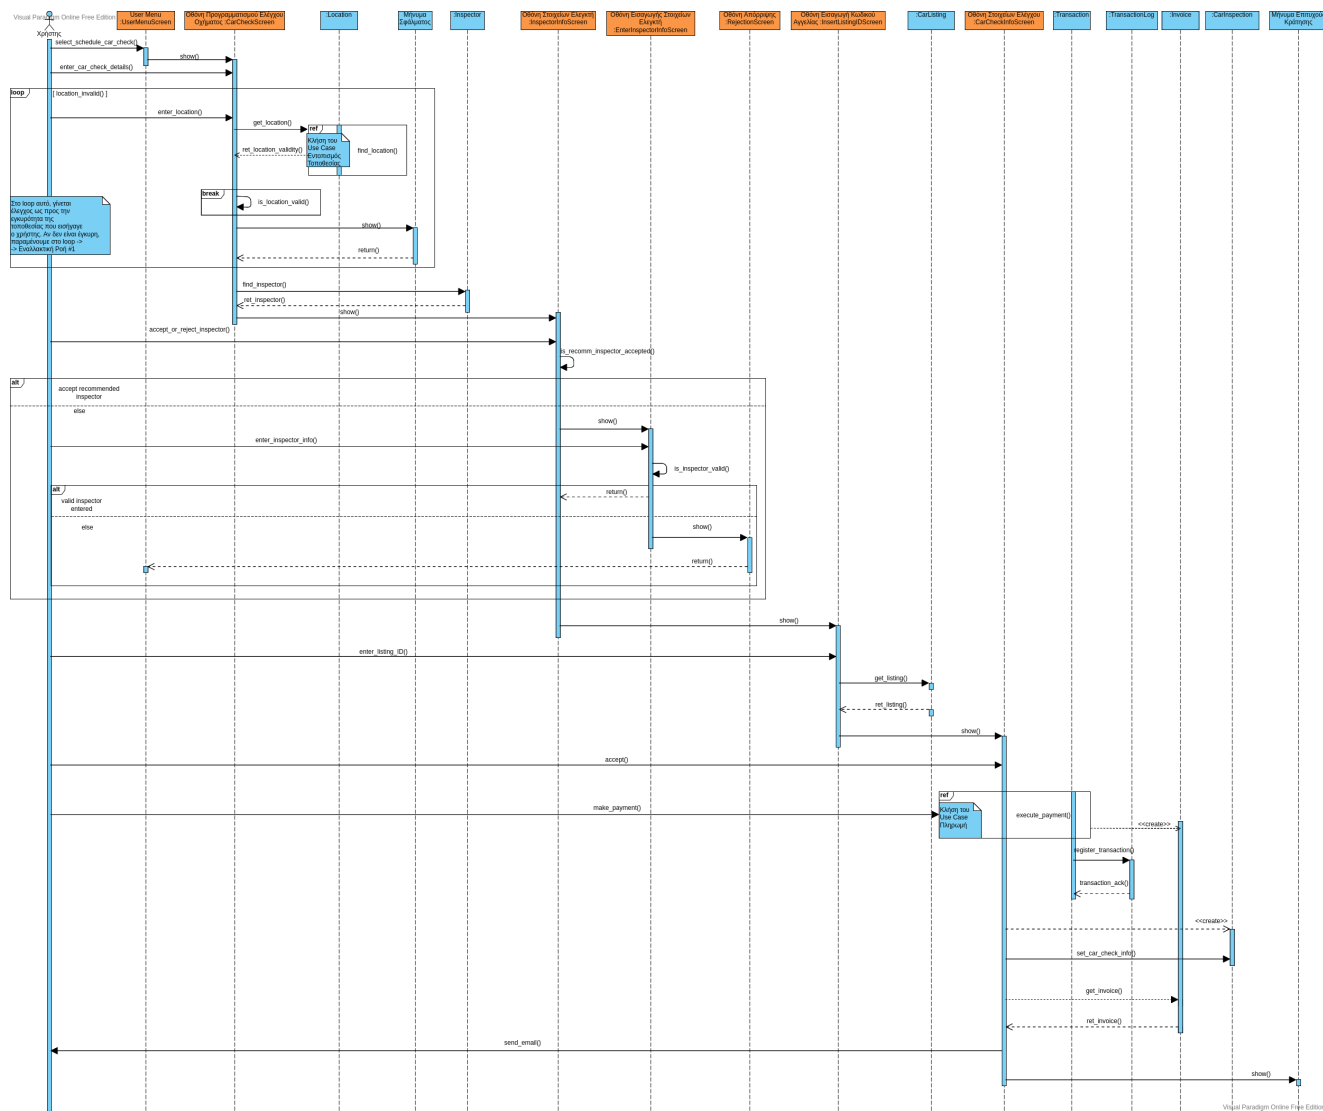 Visual Paradigm Online Free Edition
Χρήστης
User Menu
:UserMenuScreen
Οθόνη Προγραμματισμού Ελέγχου
Οχήματος :CarCheckScreen
:Location
Μήνυμα
Σφάλματος
:Inspector
Οθόνη Στοιχείων Ελεγκτή
:InspectorInfoScreen
Οθόνη Εισαγωγής Στοιχείων
Ελεγκτή
:EnterInspectorInfoScreen
Οθόνη Απόρριψης
:RejectionScreen
Οθόνη Εισαγωγή Κωδικού
Αγγελίας :InsertListingIDScreen
:CarListing
Οθόνη Στοιχείων Ελέγχου
:CarCheckInfoScreen
:Transaction
:TransactionLog
:Invoice
:CarInspection
Μήνυμα Επιτυχούς
Κράτησης
select_schedule_car_check()
show()
enter_car_check_details()
loop
[ location_invalid() ]
enter_location()
get_location()
ref
Κλήση του
Use Case
Εντοπισμός
Τοποθεσίας
find_location()
ret_location_validity()
break
is_location_valid()
Στο loop αυτό, γίνεται
έλεγχος ως προς την
εγκυρότητα της
τοποθεσίας που εισήγαγε
ο χρήστης. Αν δεν είναι έγκυρη,
παραμένουμε στο loop ->
-> Εναλλακτική Ροή #1
show()
return()
find_inspector()
ret_inspector()
show()
accept_or_reject_inspector()
is_recomm_inspector_accepted()
alt
accept recommended
inspector
else
show()
enter_inspector_info()
is_inspector_valid()
alt
return()
valid inspector
entered
else
show()
return()
show()
enter_listing_ID()
get_listing()
ret_listing()
show()
accept()
ref
Κλήση του
Use Case
Πληρωμή
make_payment()
execute_payment()
<<create>>
register_transaction()
transaction_ack()
<<create>>
set_car_check_info()
get_invoice()
ret_invoice()
send_email()
show()
Visual Paradigm Online Free Edition